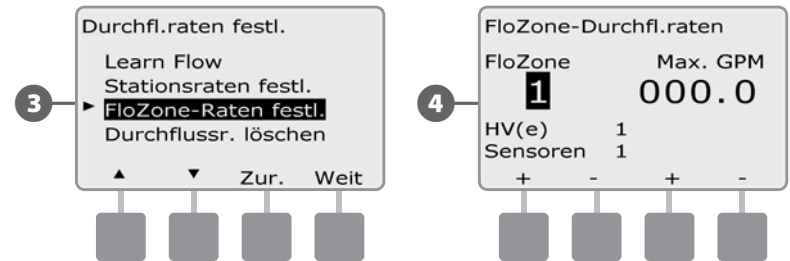 Durchfl.raten festl.
Learn Flow
Stationsraten festl.
3
► FloZone-Raten festl.
Durchflussr. löschen
▲ ▼ Zur. Weit
FloZone-Durchfl.raten
FloZone Max. GPM
4
1 000.0
HV(e) 1
Sensoren 1
+ - + -